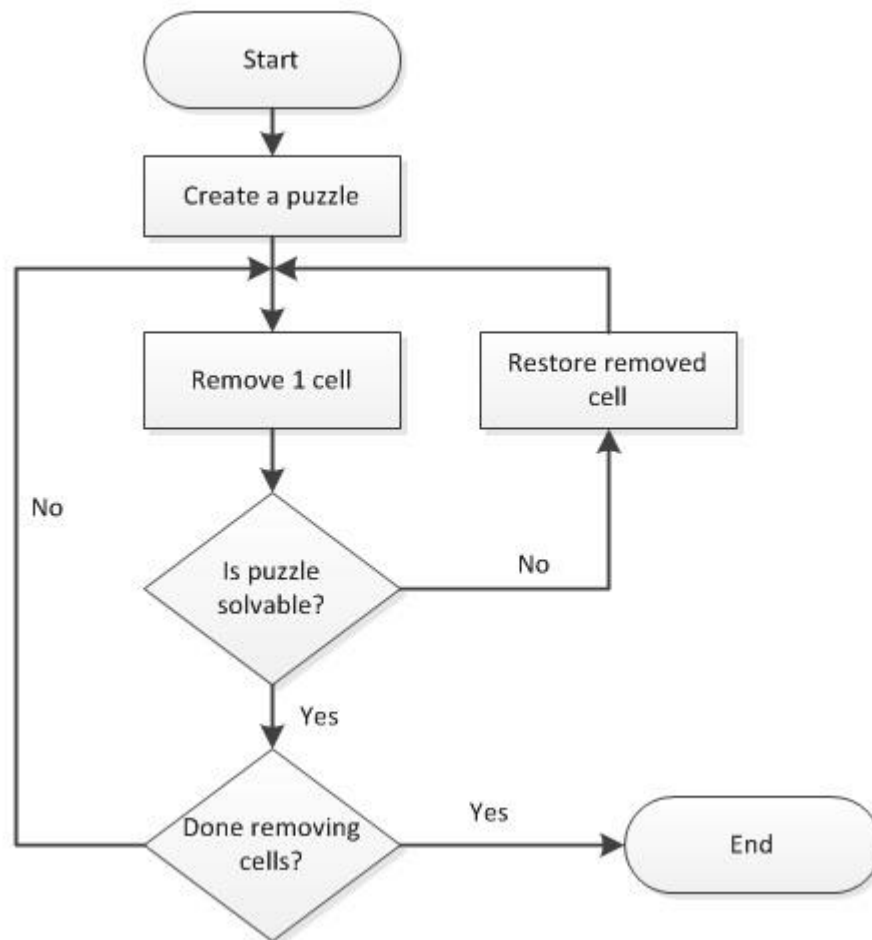 Start
Create a puzzle
Remove 1 cell
Restore removed
cell
No
Is puzzle
solvable?
No
Yes
Done removing
cells?
Yes
End